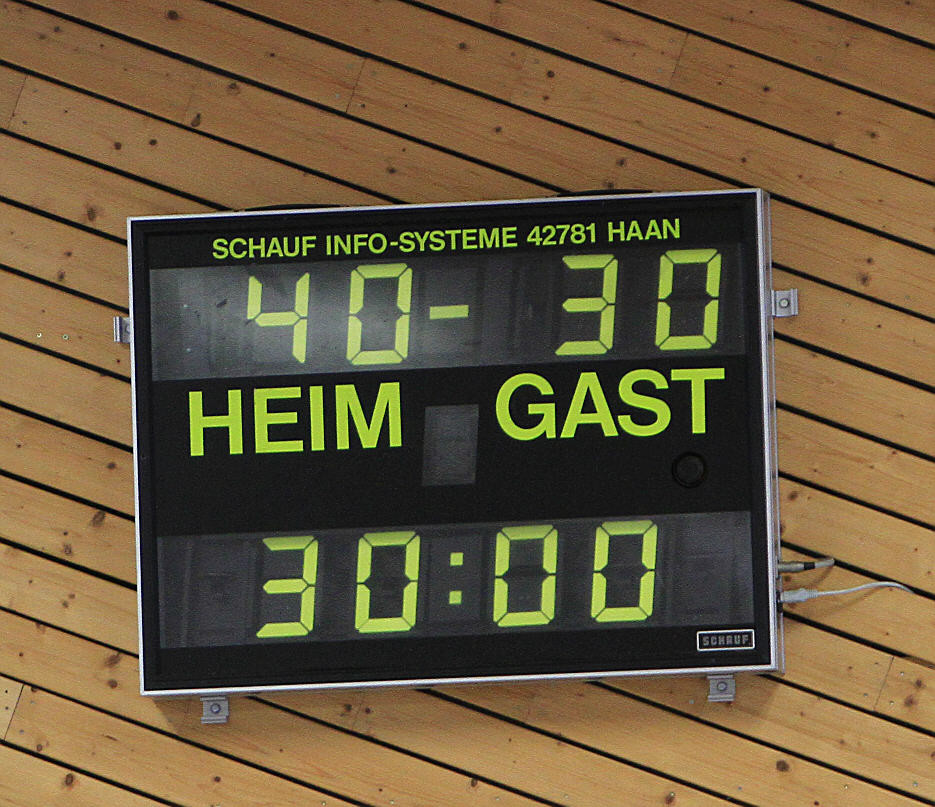 SCHAUF INFO-SYSTEME 42781 HAAN
40-30
HEIM GAST
30:00
SCHAUF